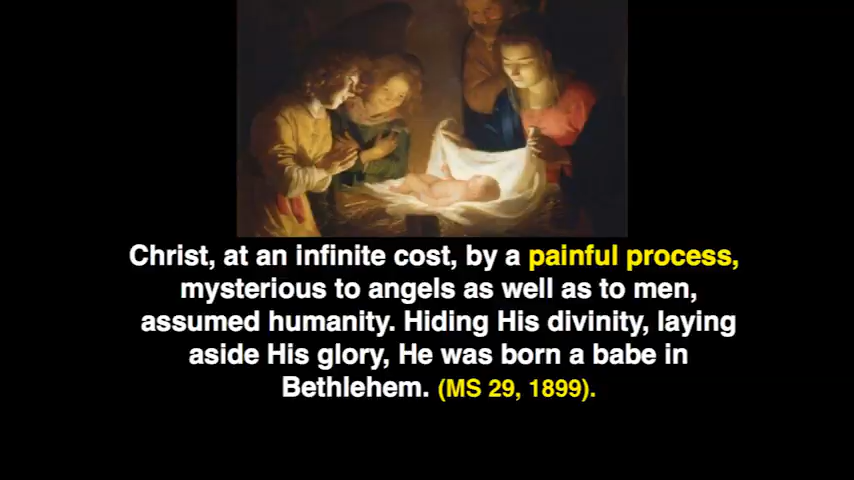 Christ, at an infinite cost, by a painful process,
mysterious to angels as well as to men,
assumed humanity. Hiding His divinity, laying
aside His glory, He was born a babe in
Bethlehem. (MS 29, 1899).